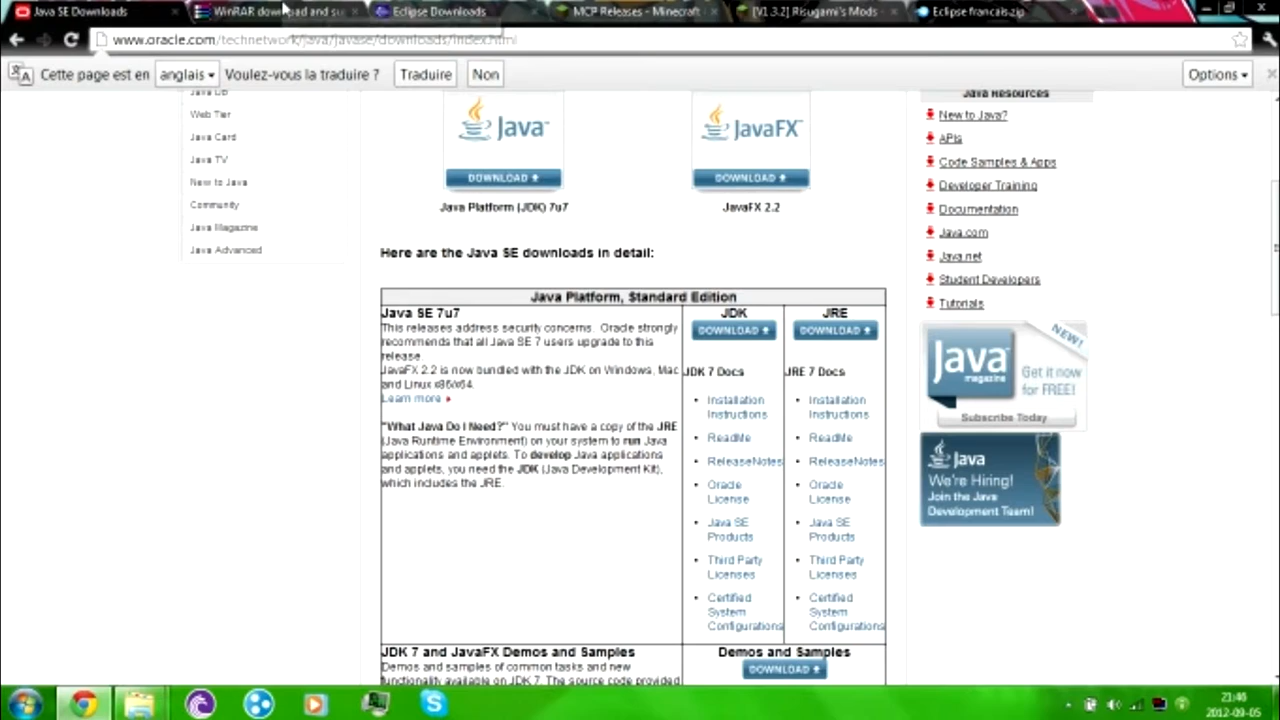 Java SE Downloads
WinRAR download and su
Eclipse Downloads
MCP Releases - Minecraft
[V1.3.2] Risugami's Mods -
Eclipse francais.zip
www.oracle.com/technetwork/java/javase/downloads/index.html
Cette page est en anglais Voulez-vous la traduire ? Traduire Non Options
Java DB
Web Tier
Java Card
Java TV
New to Java
Community
Java Magazine
Java Advanced
Java
DOWNLOAD
Java Platform (JDK) 7u7
JavaFX
DOWNLOAD
JavaFX 2.2
Here are the Java SE downloads in detail:
Java Platform, Standard Edition
Java SE 7u7
This releases address security concerns. Oracle strongly
recommends that all Java SE 7 users upgrade to this
release.
JavaFX 2.2 is now bundled with the JDK on Windows, Mac
and Linux x86/x64.
Learn more
"What Java Do I Need?" You must have a copy of the JRE
(Java Runtime Environment) on your system to run Java
applications and applets. To develop Java applications
and applets, you need the JDK (Java Development Kit),
which includes the JRE.
JDK
DOWNLOAD
JDK 7 Docs
• Installation
Instructions
• ReadMe
• ReleaseNotes
• Oracle
License
• Java SE
Products
• Third Party
Licenses
• Certified
System
Configurations
JRE
DOWNLOAD
JRE 7 Docs
• Installation
Instructions
• ReadMe
• ReleaseNotes
• Oracle
License
• Java SE
Products
• Third Party
Licenses
• Certified
System
Configurations
JDK 7 and JavaFX Demos and Samples
Demos and samples of common tasks and new
functionality available on JDK 7. The source code provided
Demos and Samples
DOWNLOAD
Java Resources
New to Java?
APIs
Code Samples & Apps
Developer Training
Documentation
Java.com
Java.net
Student Developers
Tutorials
NEW!
Java
magazine
Get it now
for FREE!
Subscribe Today
Java
We're Hiring!
Join the Java
Development Team!
21:46
2012-09-05